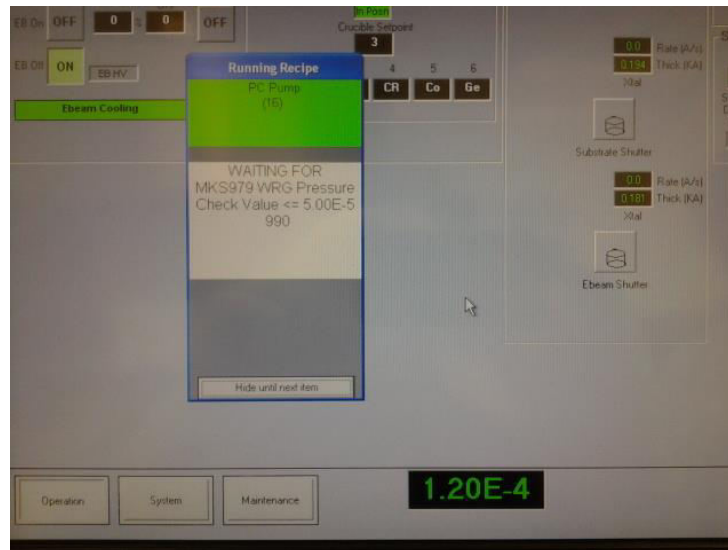 In Posn
EB On OFF 0 % 0 OFF
Crucible Setpoint
3
EB Off ON EB HV
4 5 6
CR Co Ge
Ebeam Cooling
Running Recipe
PC Pump
(16)
WAITING FOR
MKS979 WRG Pressure
Check Value <= 5.00E-5
990
Hide until next item
0.0 Rate (A/s)
0.194 Thick (KA)
Xtal
Substrate Shutter
0.0 Rate (A/s)
0.181 Thick (KA)
Xtal
Ebeam Shutter
Operation
System
Maintenance
1.20E-4